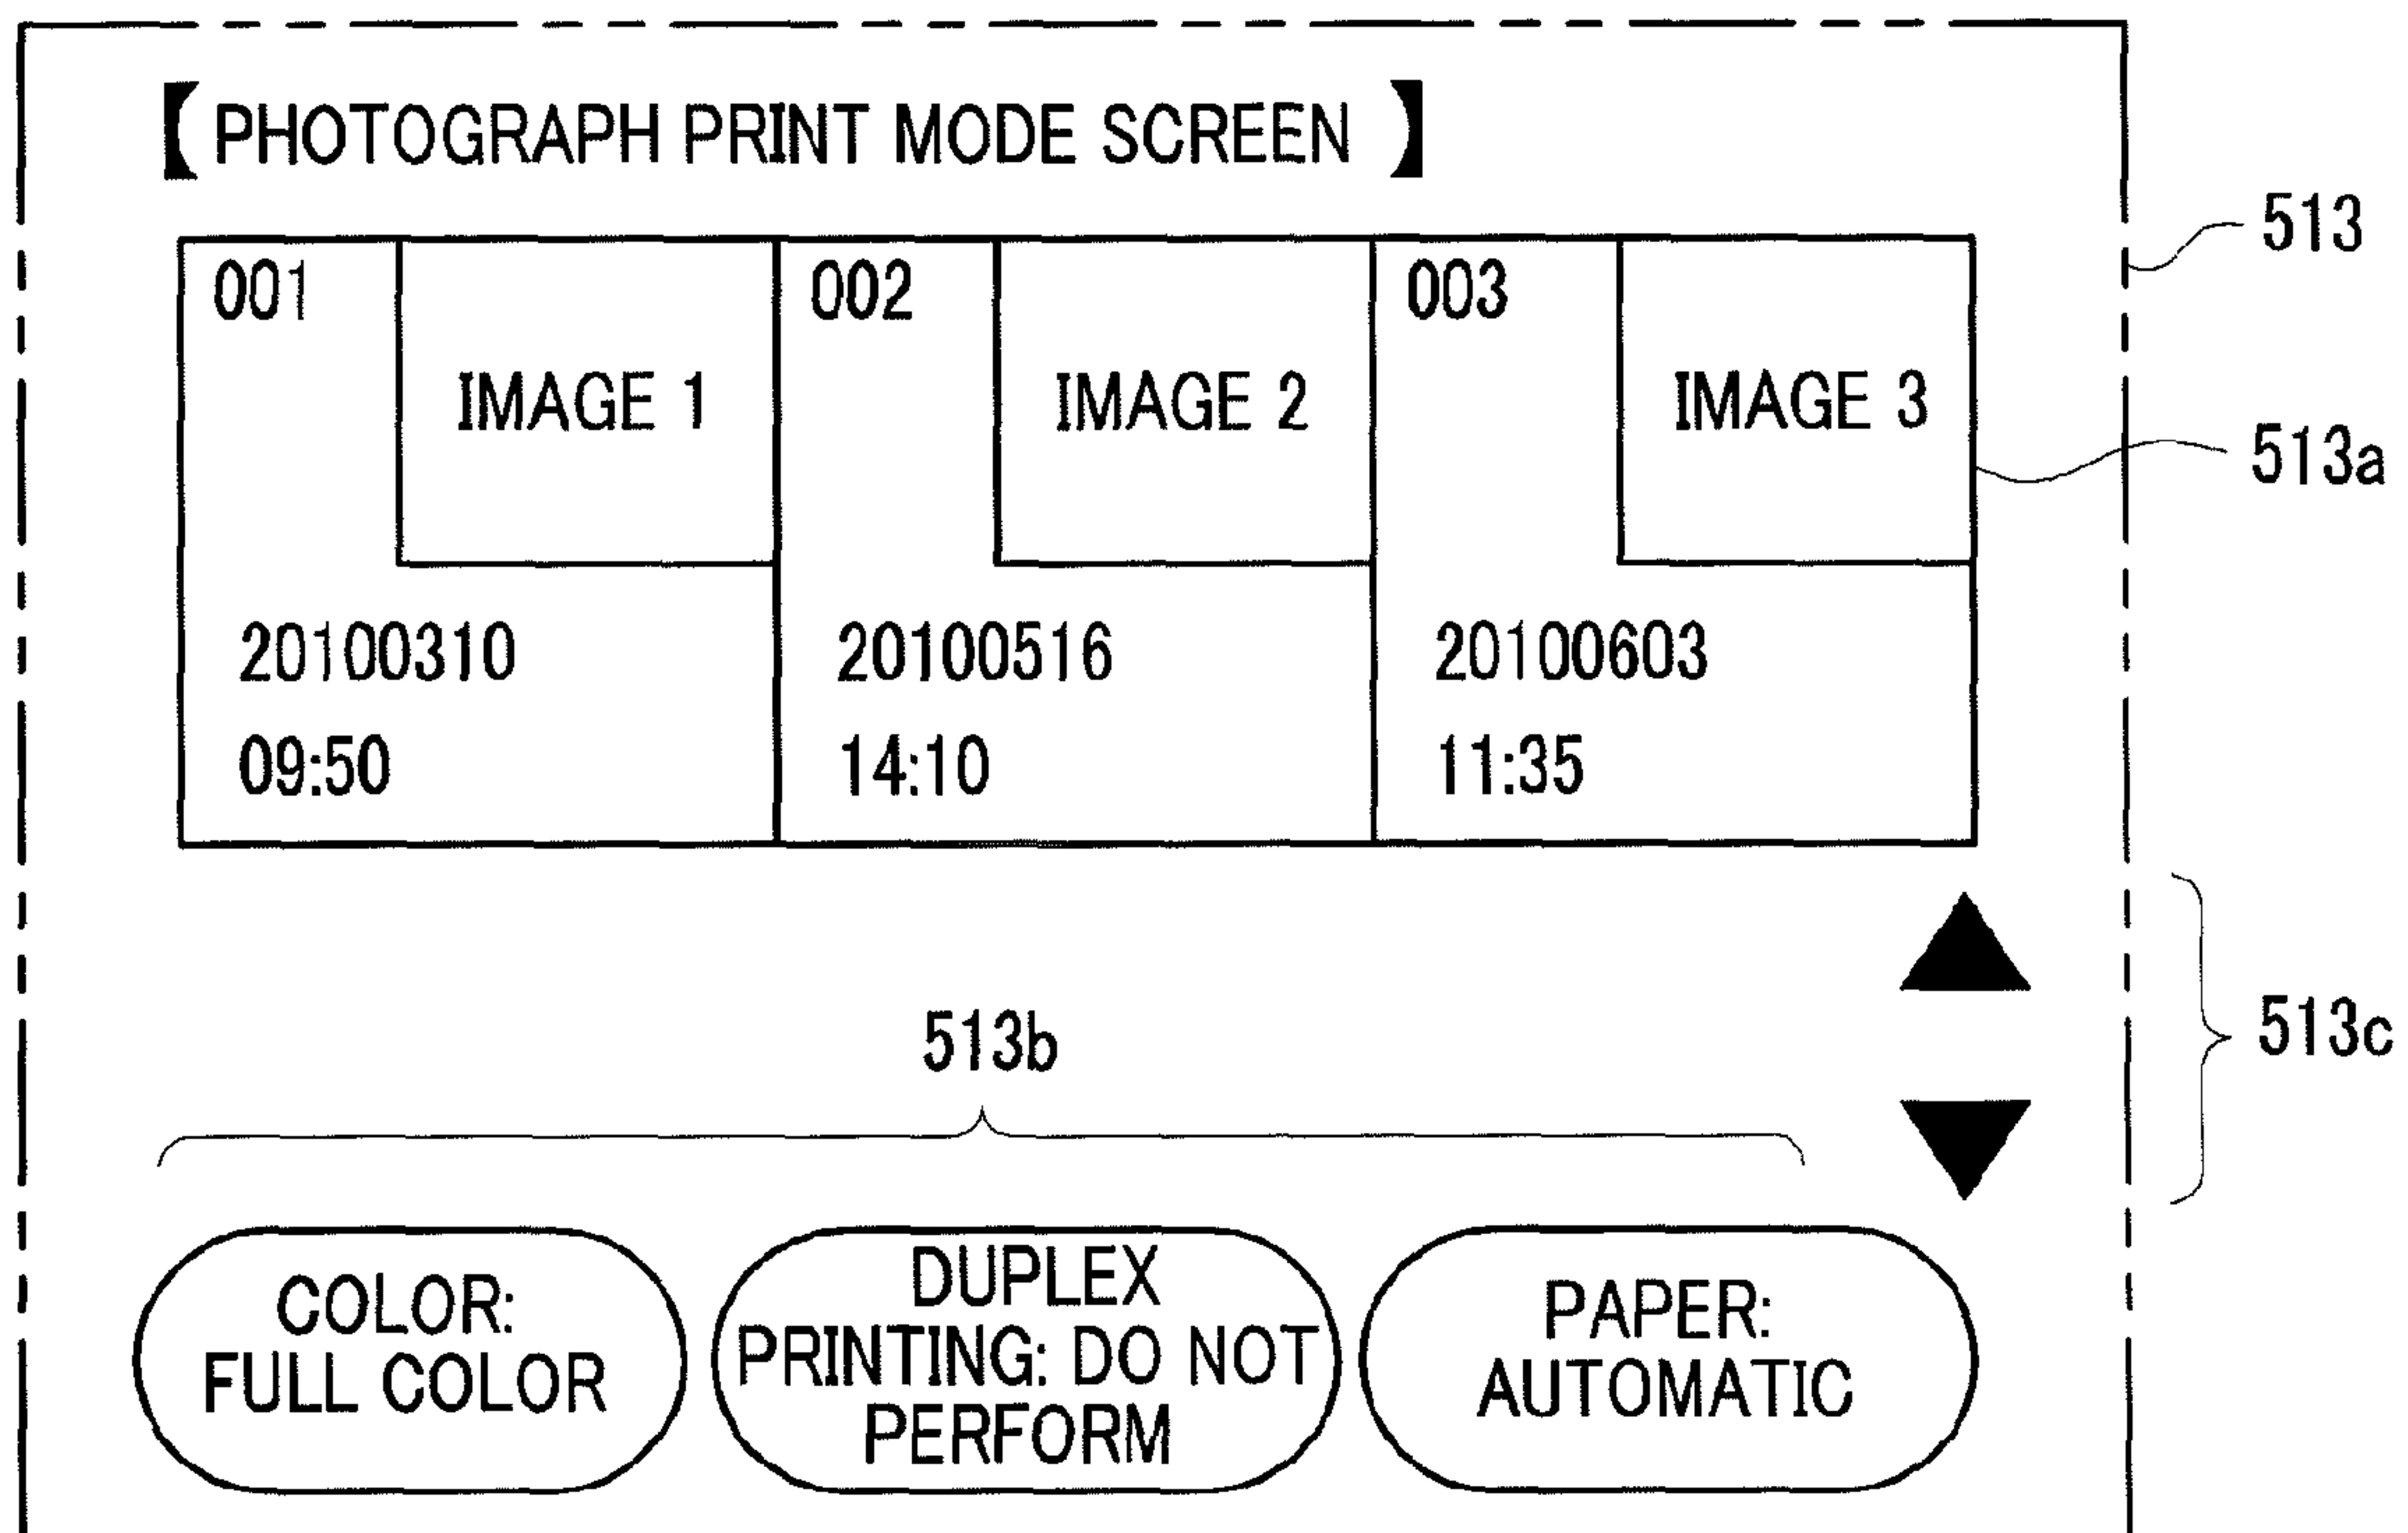 【 PHOTOGRAPH PRINT MODE SCREEN 】
513
001
IMAGE 1
20100310
09:50
002
IMAGE 2
20100516
14:10
003
IMAGE 3
20100603
11:35
513a
513c
513b
COLOR:
FULL COLOR
DUPLEX
PRINTING: DO NOT
PERFORM
PAPER:
AUTOMATIC